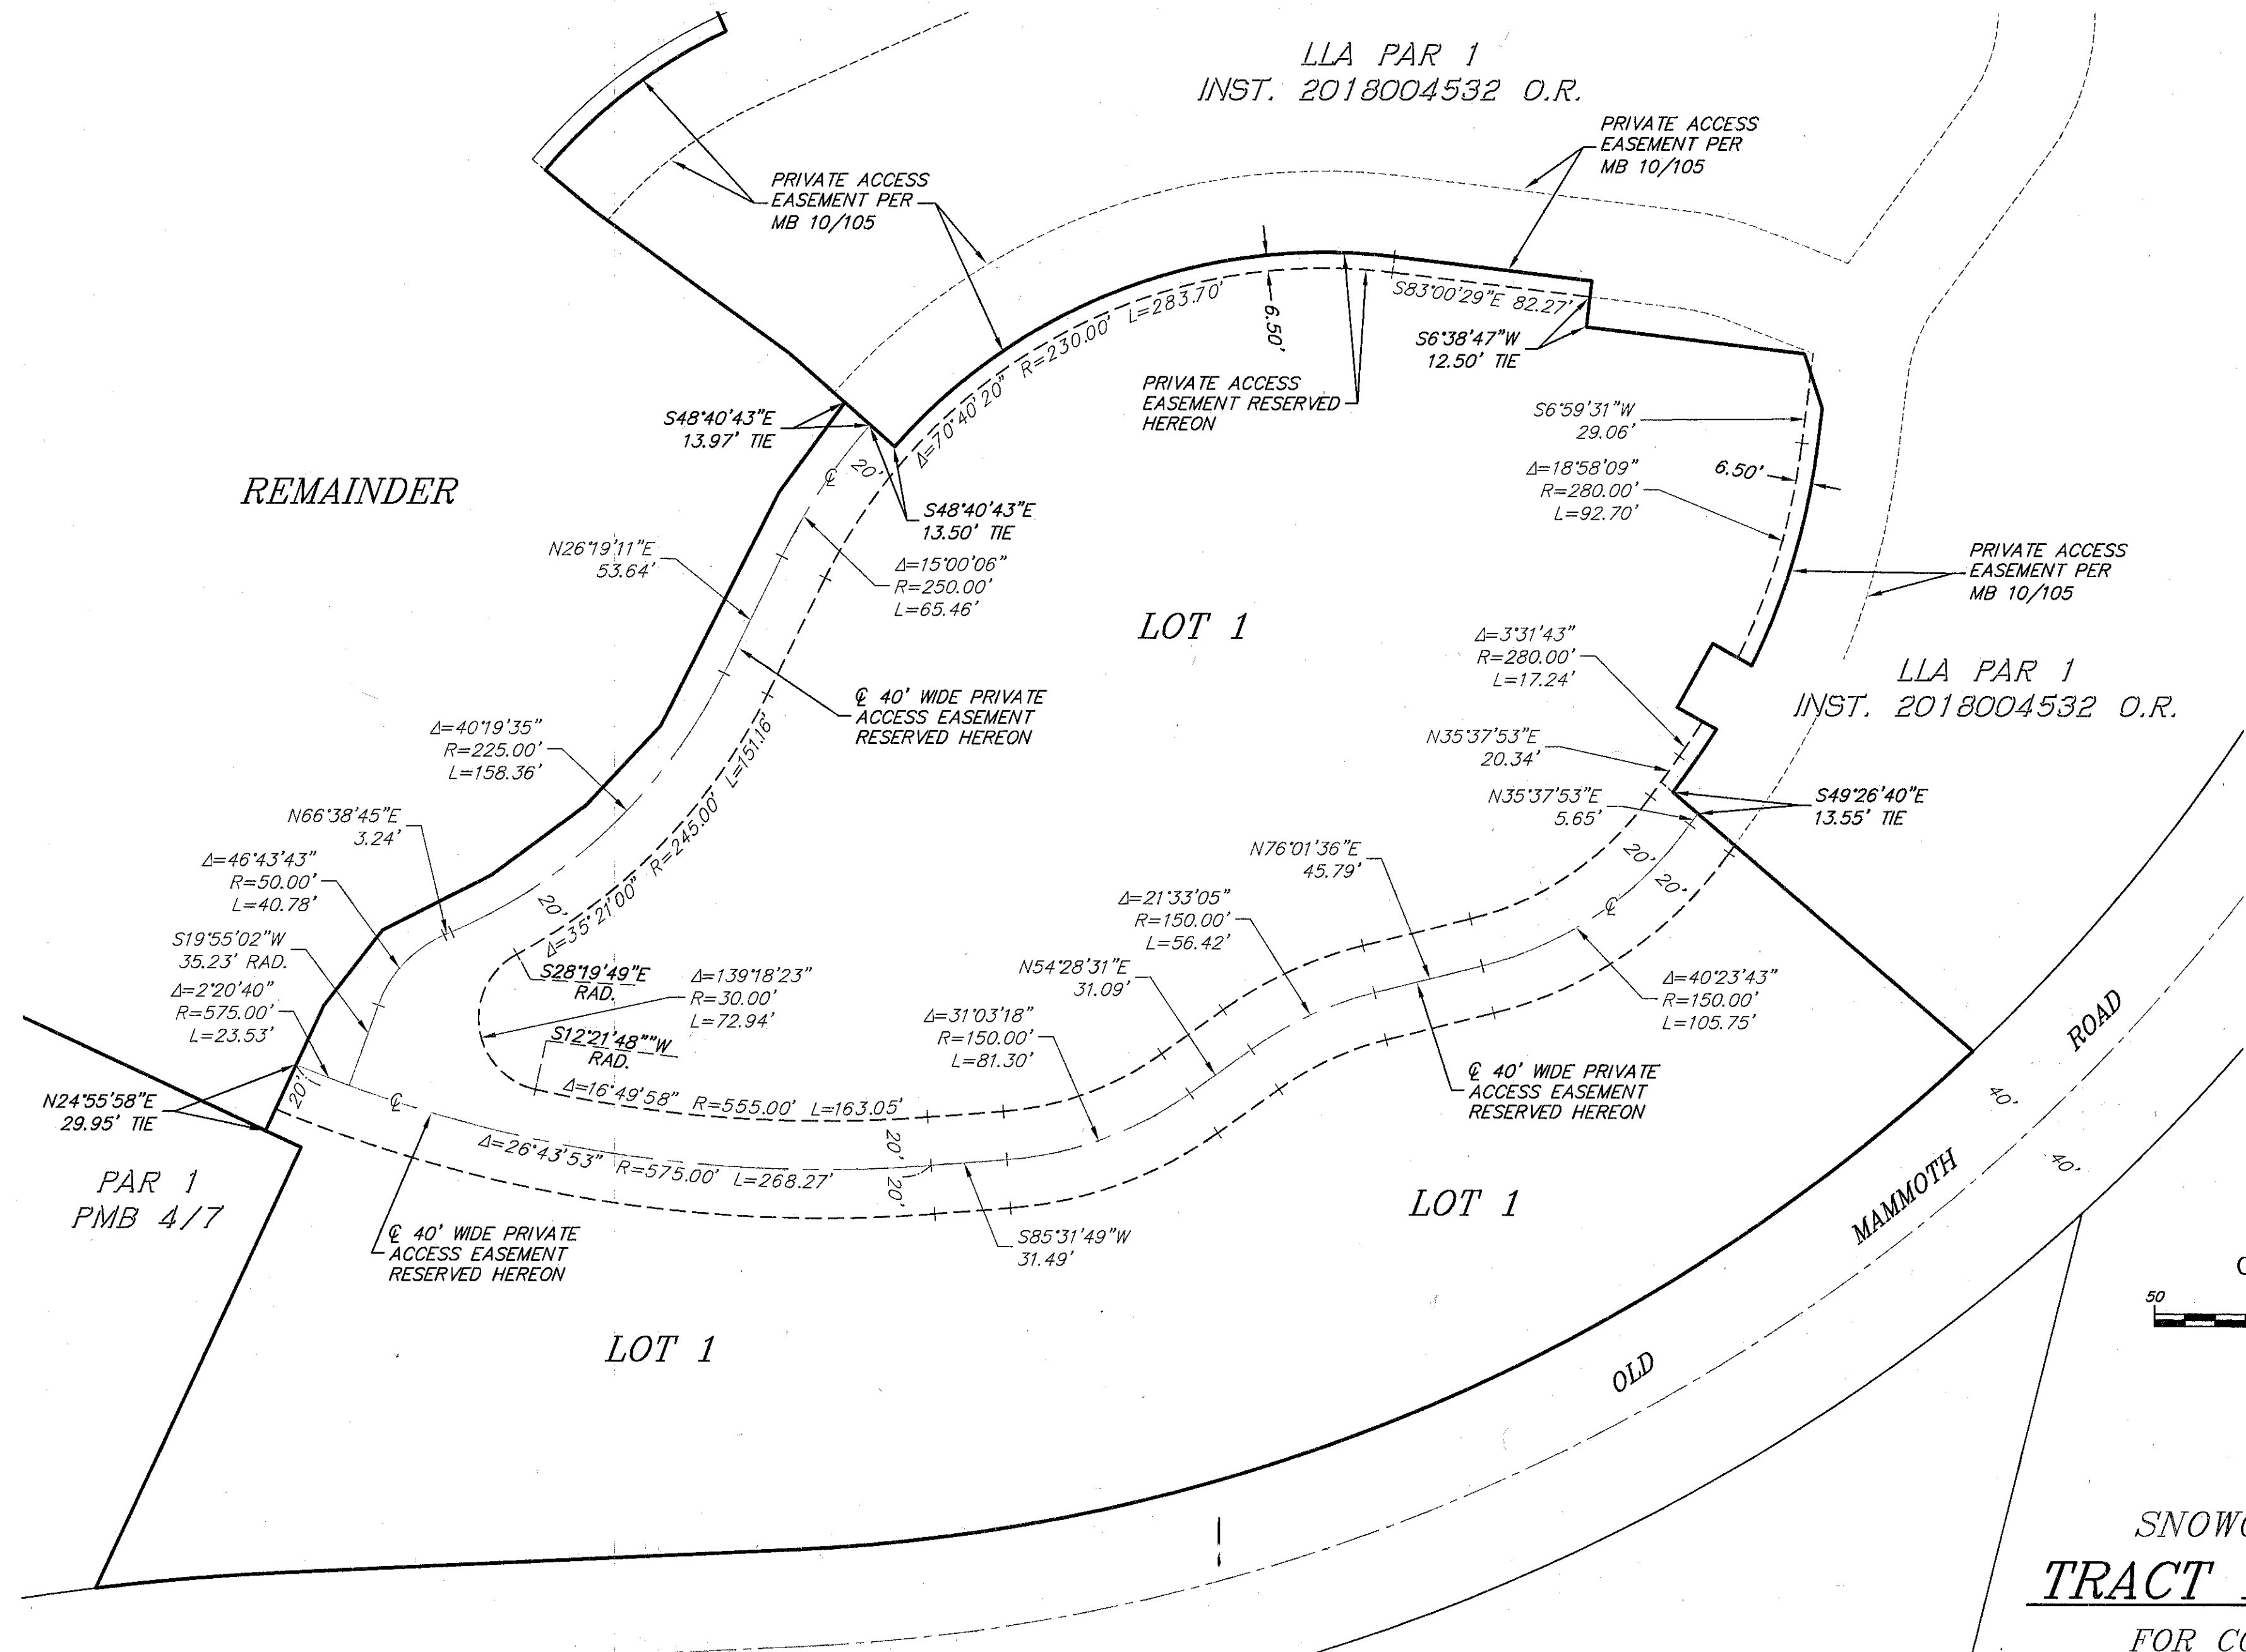 LLA PAR 1
INST. 2018004532 O.R.
PRIVATE ACCESS
EASEMENT PER
MB 10/105
PRIVATE ACCESS
EASEMENT PER
MB 10/105
S83°00'29"E 82.27'
Δ=70°40'20" R=230.00' L=283.70'
6.50'
S6°38'47"W
12.50' TIE
PRIVATE ACCESS
EASEMENT RESERVED
HEREON
S48°40'43"E
13.97' TIE
℄
20'
S48°40'43"E
13.50' TIE
S6°59'31"W
29.06'
Δ=18°58'09"
R=280.00'
L=92.70'
6.50'
REMAINDER
N26°19'11"E
53.64'
Δ=15°00'06"
R=250.00'
L=65.46'
PRIVATE ACCESS
EASEMENT PER
MB 10/105
LOT 1
Δ=3°31'43"
R=280.00'
L=17.24'
LLA PAR 1
INST. 2018004532 O.R.
℄ 40' WIDE PRIVATE
ACCESS EASEMENT
RESERVED HEREON
Δ=40°19'35"
R=225.00'
L=158.36'
Δ=35°21'00" R=245.00' L=151.16'
N35°37'53"E
20.34'
N35°37'53"E
5.65'
S49°26'40"E
13.55' TIE
N66°38'45"E
3.24'
Δ=46°43'43"
R=50.00'
L=40.78'
20'
N76°01'36"E
45.79'
20'
20'
℄
Δ=21°33'05"
R=150.00'
L=56.42'
S19°55'02"W
35.23' RAD.
Δ=2°20'40"
R=575.00'
L=23.53'
S28°19'49"E
RAD.
Δ=139°18'23"
R=30.00'
L=72.94'
N54°28'31"E
31.09'
Δ=40°23'43"
R=150.00'
L=105.75'
S12°21'48""W
RAD.
Δ=31°03'18"
R=150.00'
L=81.30'
℄ 40' WIDE PRIVATE
ACCESS EASEMENT
RESERVED HEREON
N24°55'58"E
29.95' TIE
20'
℄
Δ=16°49'58" R=555.00' L=163.05'
Δ=26°43'53" R=575.00' L=268.27'
20'
20'
PAR 1
PMB 4/7
℄ 40' WIDE PRIVATE
ACCESS EASEMENT
RESERVED HEREON
S85°31'49"W
31.49'
LOT 1
LOT 1
OLD MAMMOTH ROAD
40'
40'
50
SNOW
TRACT
FOR CO